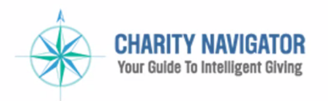 CHARITY NAVIGATOR
Your Guide To Intelligent Giving